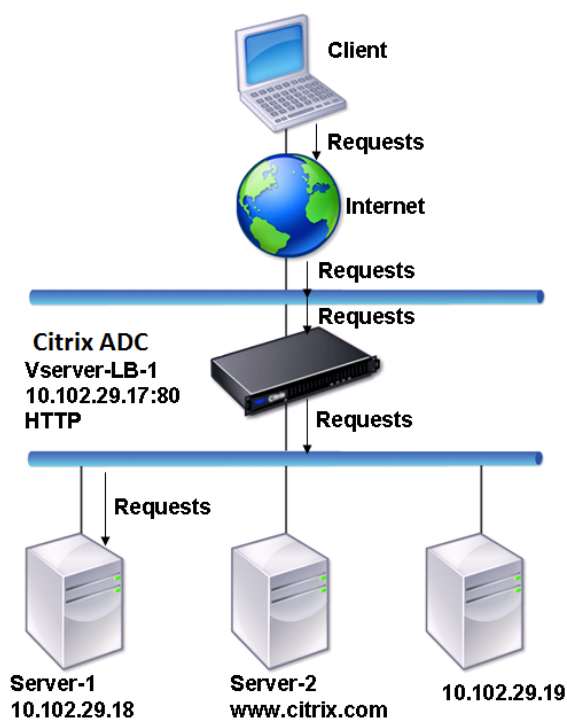 Client
Requests
Internet
Requests
Requests
Citrix ADC
Vserver-LB-1
10.102.29.17:80
HTTP
Requests
Requests
Server-1
10.102.29.18
Server-2
www.citrix.com
10.102.29.19